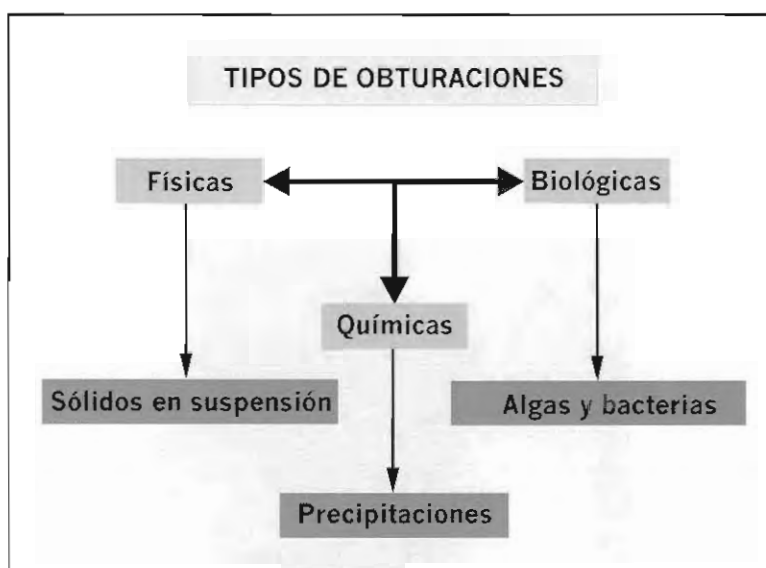 TIPOS DE OBTURACIONES
Físicas
Biológicas
Químicas
Sólidos en suspensión
Algas y bacterias
Precipitaciones